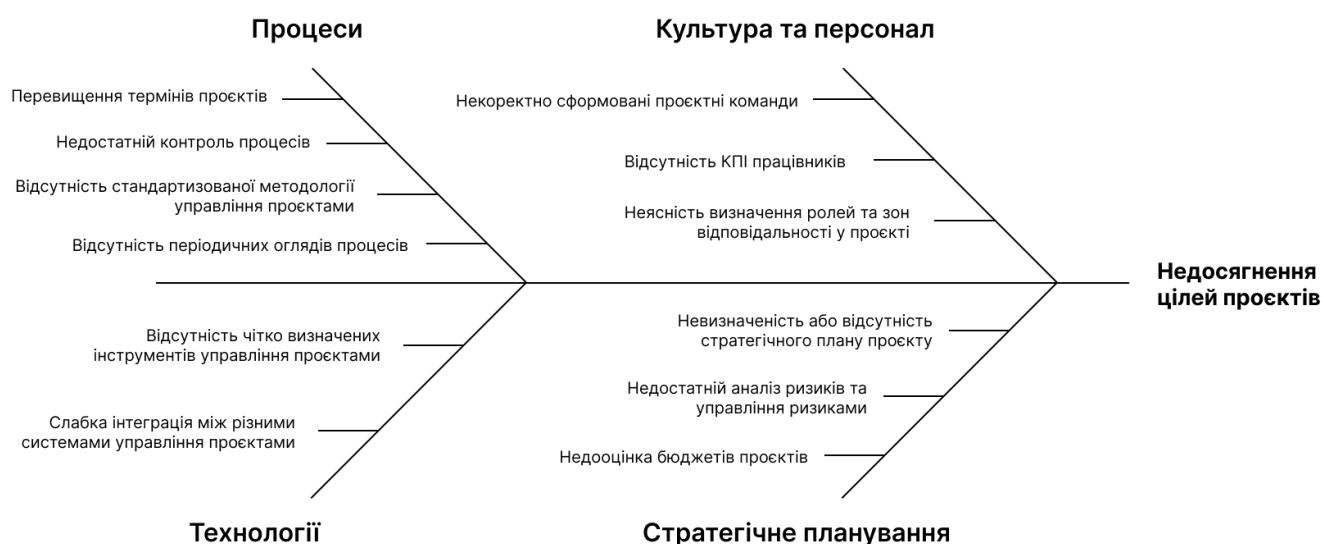 Процеси
Культура та персонал
Перевищення термінів проєктів
Недостатній контроль процесів
Відсутність стандартизованої методології
управління проєктами
Відсутність періодичних оглядів процесів
Некоректно сформовані проєктні команди
Відсутність КПІ працівників
Неясність визначення ролей та зон
відповідальності у проєкті
Недосягнення
цілей проєктів
Відсутність чітко визначених
інструментів управління проєктами
Слабка інтеграція між різними
системами управління проєктами
Невизначеність або відсутність
стратегічного плану проєкту
Недостатній аналіз ризиків та
управління ризиками
Недооцінка бюджетів проєктів
Технології
Стратегічне планування